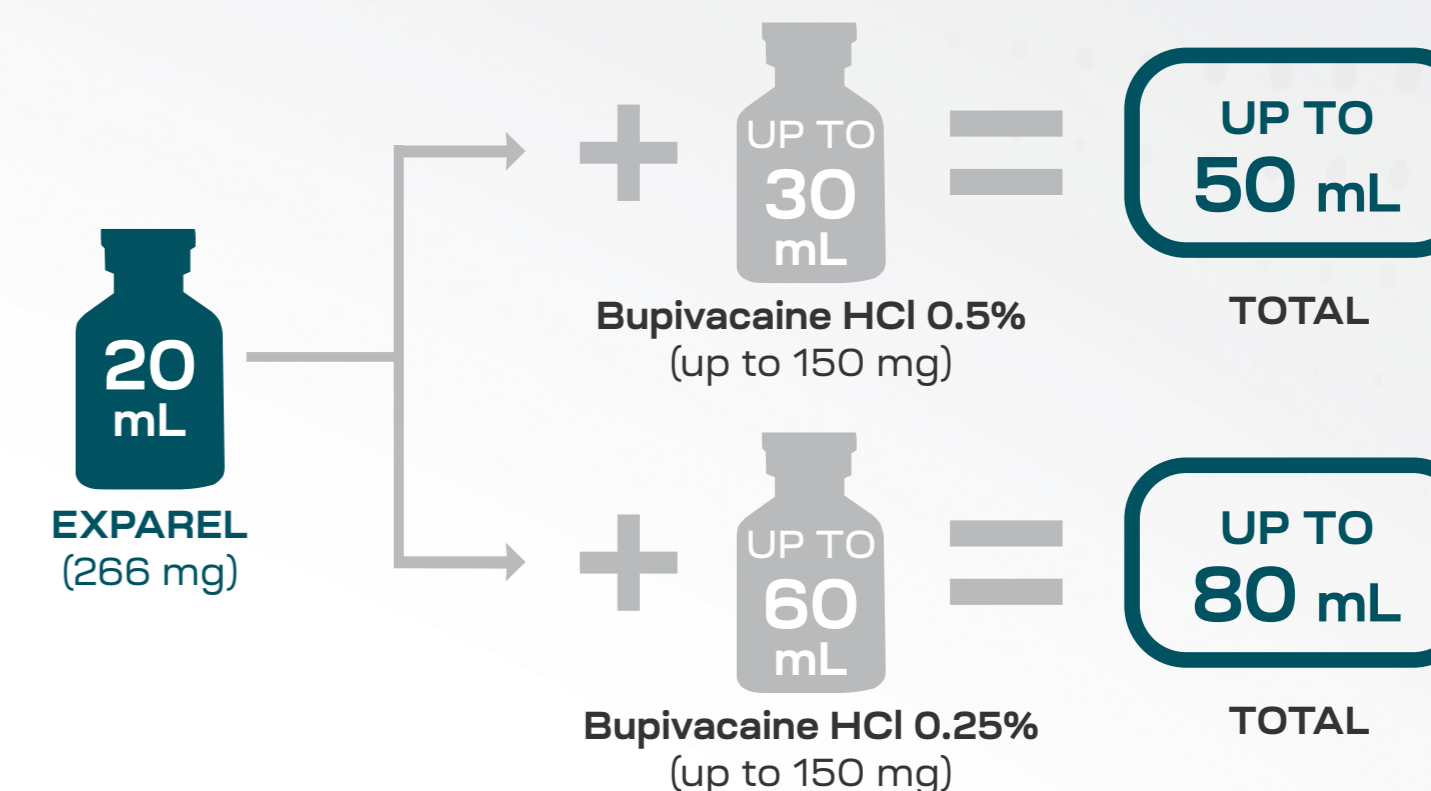 20
mL
EXPAREL
(266 mg)
UP TO
30
mL
Bupivacaine HCl 0.5%
(up to 150 mg)
UP TO
50 mL
TOTAL
UP TO
60
mL
Bupivacaine HCl 0.25%
(up to 150 mg)
UP TO
80 mL
TOTAL